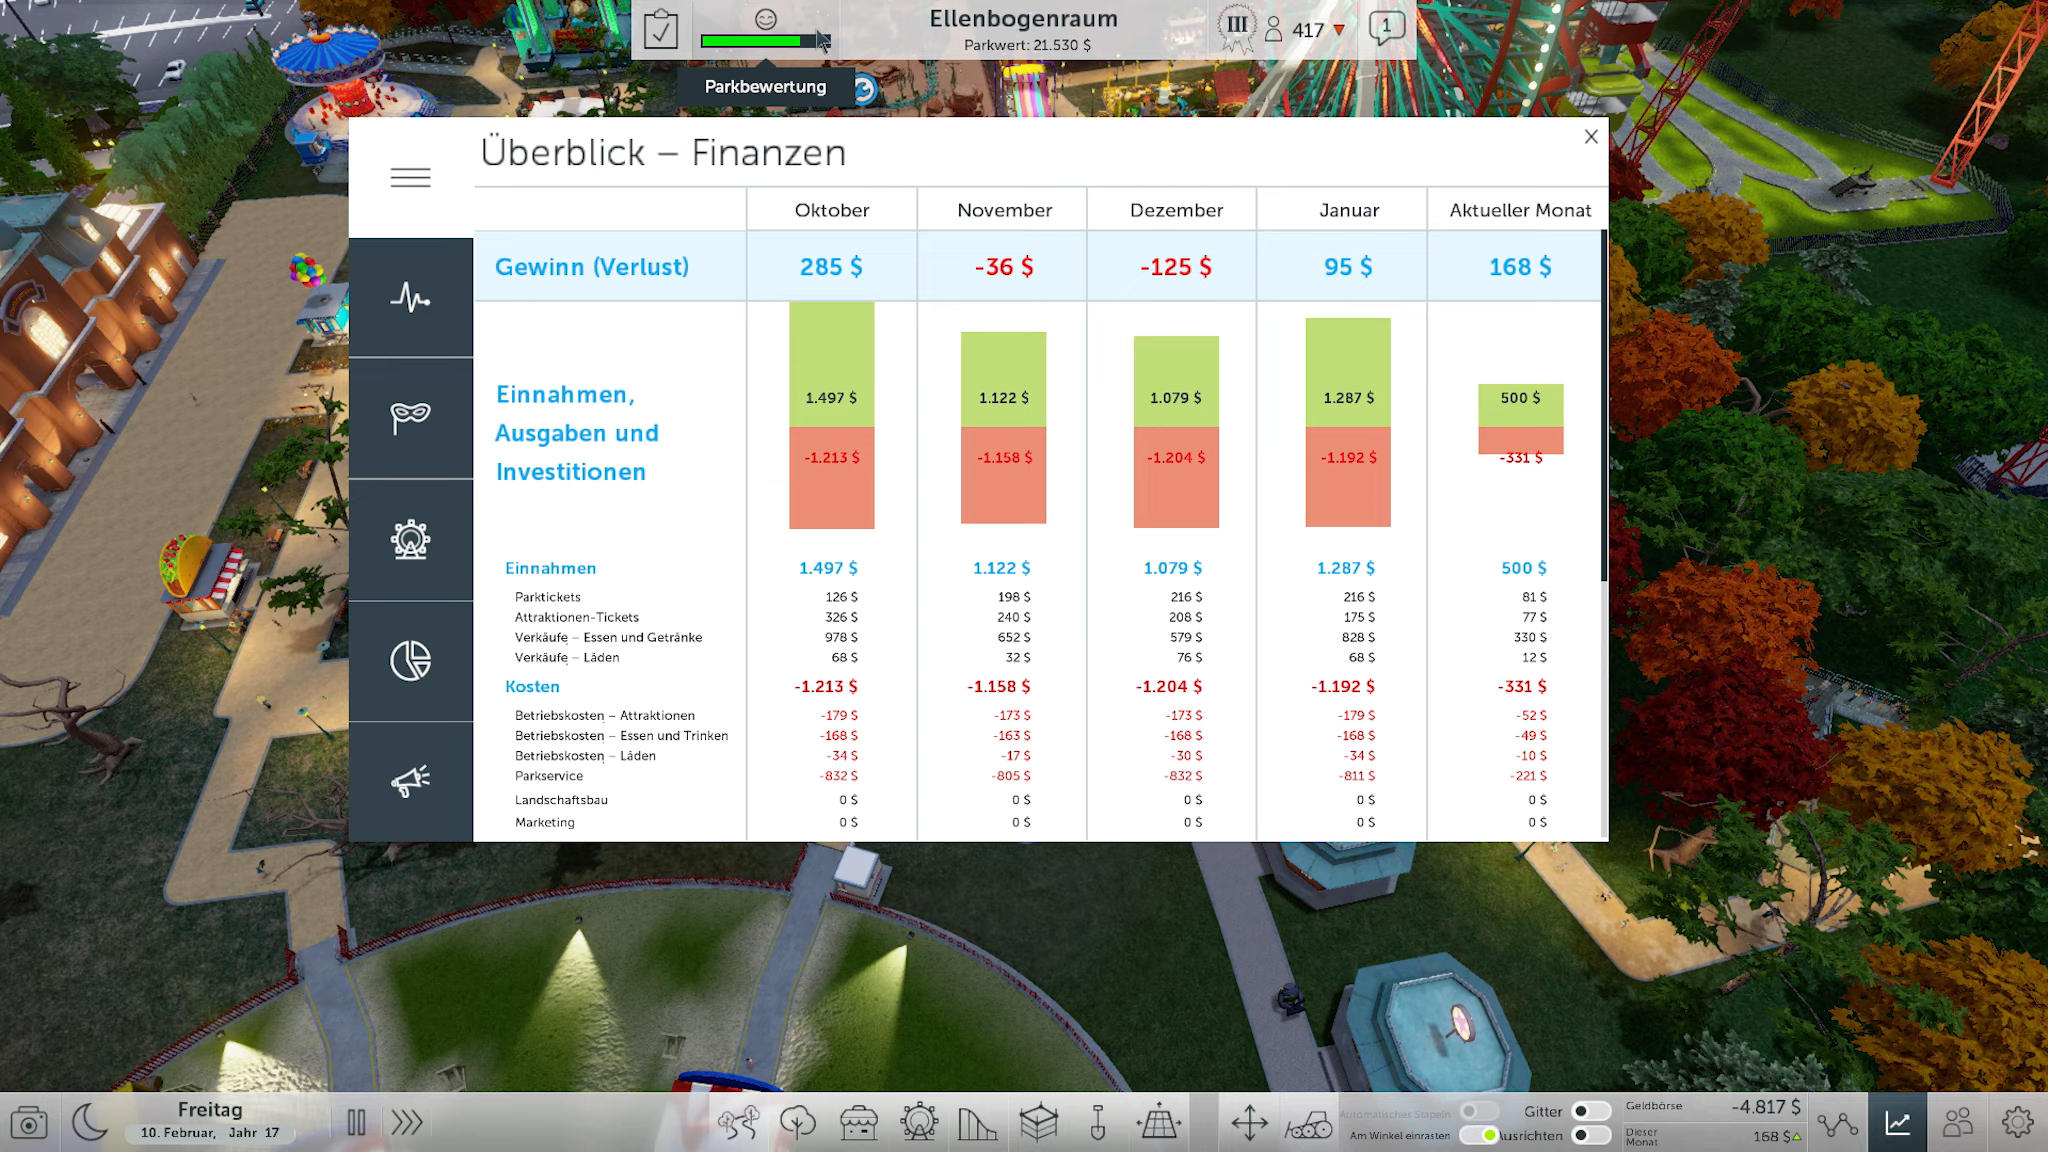 Ellenbogenraum
Parkwert: 21.530 $
III
417
1
Parkbewertung
Überblick – Finanzen
X
Oktober November Dezember Januar Aktueller Monat
Gewinn (Verlust) 285 $ -36 $ -125 $ 95 $ 168 $
Einnahmen,
Ausgaben und
Investitionen
1.497 $ 1.122 $ 1.079 $ 1.287 $ 500 $
-1.213 $ -1.158 $ -1.204 $ -1.192 $ -331 $
Einnahmen 1.497 $ 1.122 $ 1.079 $ 1.287 $ 500 $
Parktickets 126 $ 198 $ 216 $ 216 $ 81 $
Attraktionen-Tickets 326 $ 240 $ 208 $ 175 $ 77 $
Verkäufe – Essen und Getränke 978 $ 652 $ 579 $ 828 $ 330 $
Verkäufe – Läden 68 $ 32 $ 76 $ 68 $ 12 $
Kosten -1.213 $ -1.158 $ -1.204 $ -1.192 $ -331 $
Betriebskosten – Attraktionen -179 $ -173 $ -173 $ -179 $ -52 $
Betriebskosten – Essen und Trinken -168 $ -163 $ -168 $ -168 $ -49 $
Betriebskosten – Läden -34 $ -17 $ -30 $ -34 $ -10 $
Parkservice -832 $ -805 $ -832 $ -811 $ -221 $
Landschaftsbau 0 $ 0 $ 0 $ 0 $ 0 $
Marketing 0 $ 0 $ 0 $ 0 $ 0 $
Freitag
10. Februar, Jahr 17
Automatisches Stapeln
Gitter
Am Winkel einrasten
Ausrichten
Geldbörse -4.817 $
Dieser
Monat
168 $